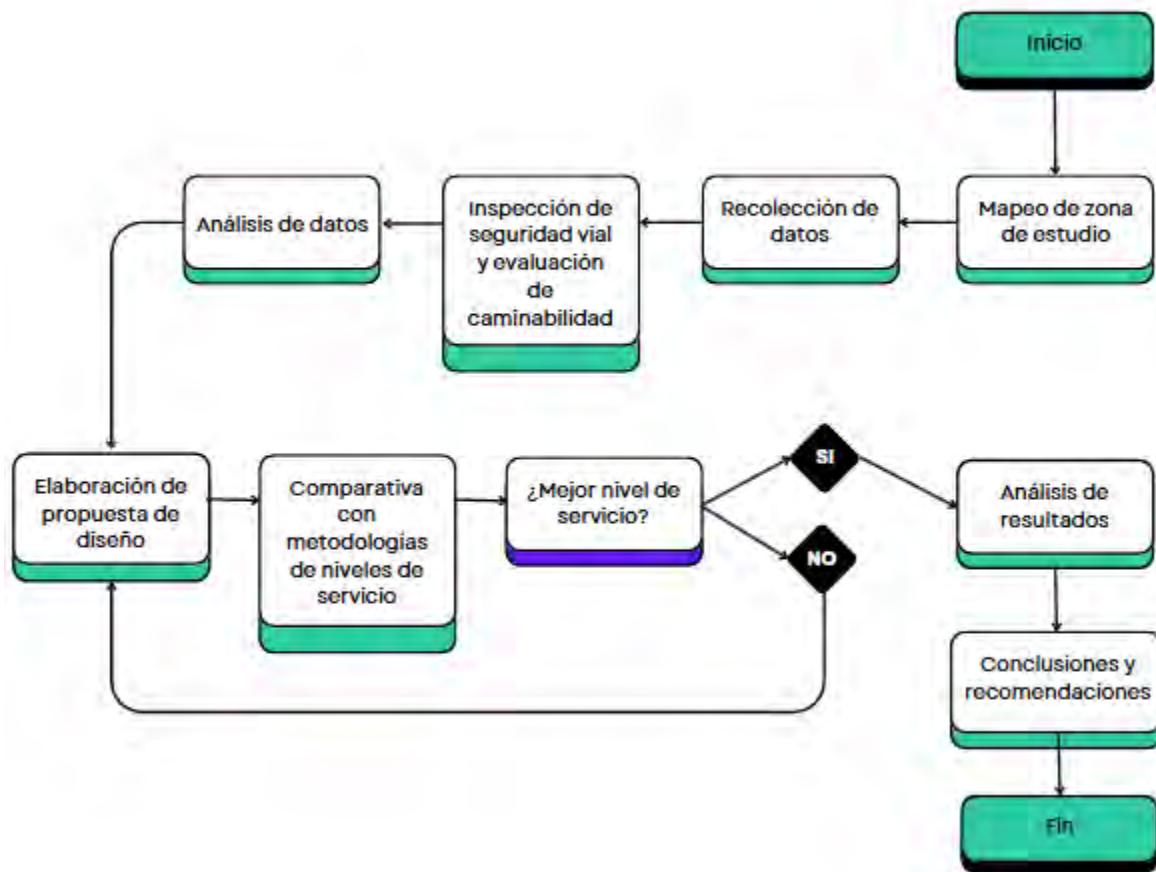 Inicio
Mapeo de zona
de estudio
Recolección de
datos
Inspección de
seguridad vial
y evaluación
de
caminabilidad
Análisis de datos
Elaboración de
propuesta de
diseño
Comparativa
con
metodologías
de niveles de
servicio
¿Mejor nivel de
servicio?
SI
NO
Análisis de
resultados
Conclusiones y
recomendaciones
Fin